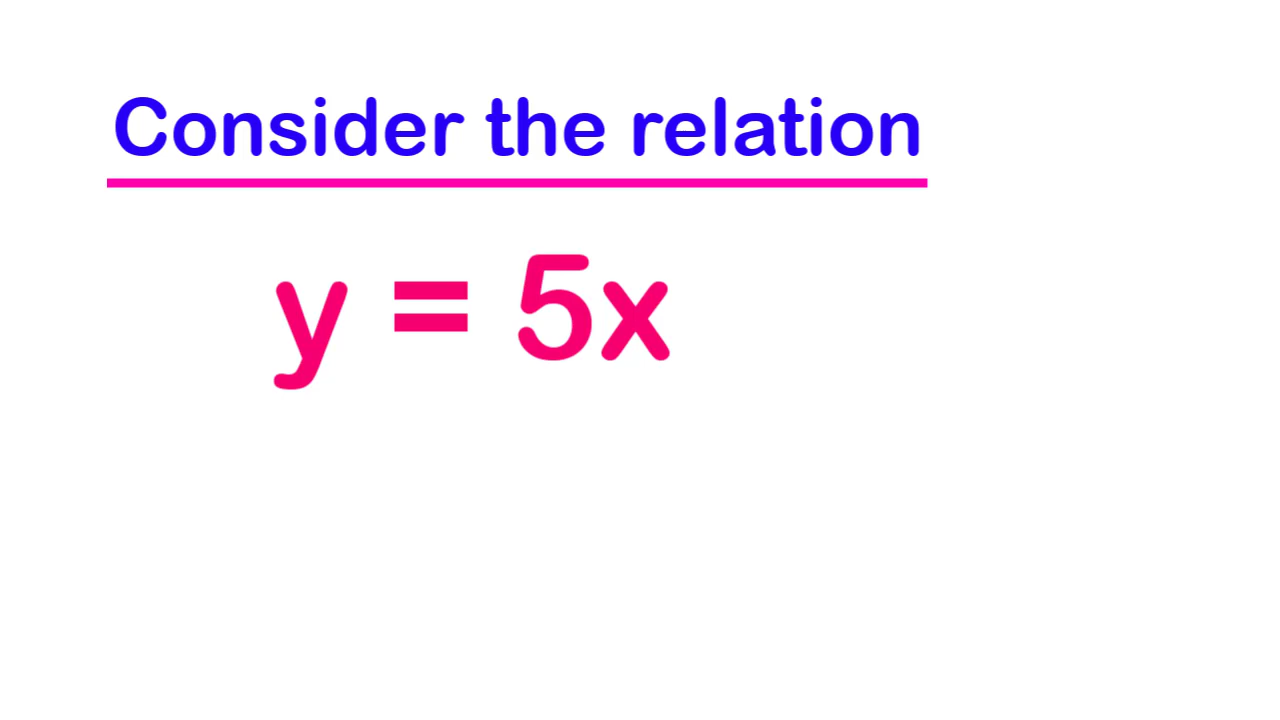 Consider the relation
y = 5x